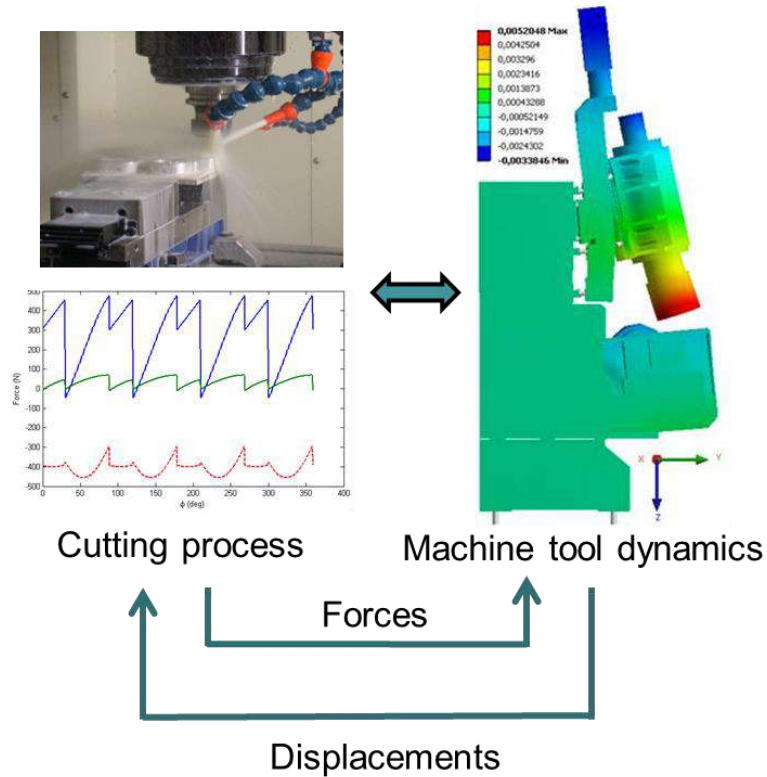 0,0052048 Max
0,0042504
0,003296
0,0023416
0,0013873
0,00043288
-0,00052149
-0,0014759
-0,0024302
-0,0033846 Min
500
400
300
200
100
0
-100
-200
-300
-400
-500
Force (N)
0 50 100 150 200 250 300 350 400
ϕ (deg)
X Y
Z
Cutting process
Machine tool dynamics
Forces
Displacements